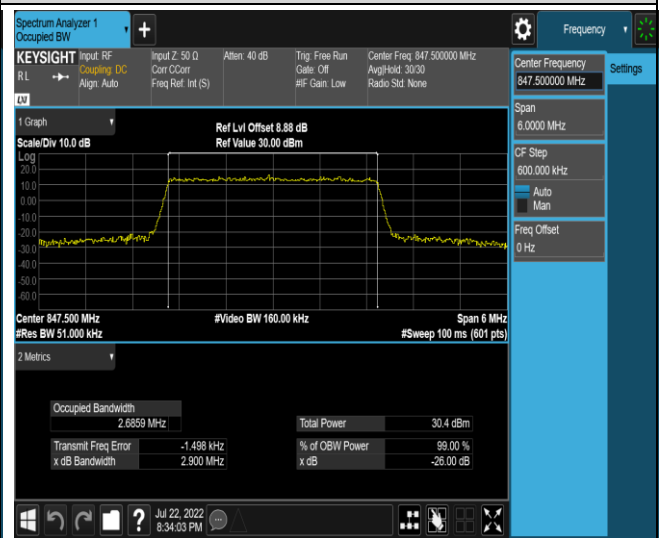 Spectrum Analyzer 1
Occupied BW
+
Frequency
KEYSIGHT
Input: RF
Coupling: DC
Align: Auto
RL
LXI
Input Z: 50 Ω
Corr CCorr
Freq Ref: Int (S)
Atten: 40 dB
Trig: Free Run
Gate: Off
#IF Gain: Low
Center Freq: 847.500000 MHz
Avg|Hold: 30/30
Radio Std: None
Center Frequency
847.500000 MHz
Settings
Span
6.0000 MHz
CF Step
600.000 kHz
Auto
Man
Freq Offset
0 Hz
1 Graph
Scale/Div 10.0 dB
Ref Lvl Offset 8.88 dB
Ref Value 30.00 dBm
Log
20.0
10.0
0.00
-10.0
-20.0
-30.0
-40.0
-50.0
-60.0
Center 847.500 MHz
#Video BW 160.00 kHz
Span 6 MHz
#Res BW 51.000 kHz
#Sweep 100 ms (601 pts)
2 Metrics
Occupied Bandwidth
2.6859 MHz
Total Power 30.4 dBm
Transmit Freq Error -1.498 kHz
% of OBW Power 99.00 %
x dB Bandwidth 2.900 MHz
x dB -26.00 dB
?
Jul 22, 2022
8:34:03 PM